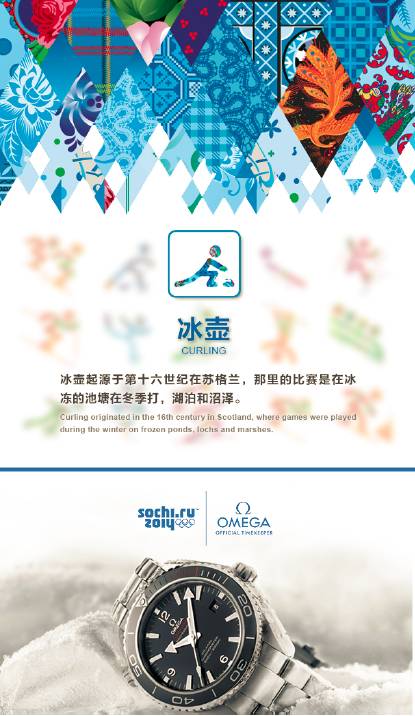 冰壶
CURLING
冰壶起源于第十六世纪在苏格兰，那里的比赛是在冰
冻的池塘在冬季打，湖泊和沼泽。
Curling originated in the 16th century in Scotland, where games were played
during the winter on frozen ponds, lochs and marshes.
sochi.ru
2014
OMEGA
OFFICIAL TIMEKEEPER
12
OMEGA